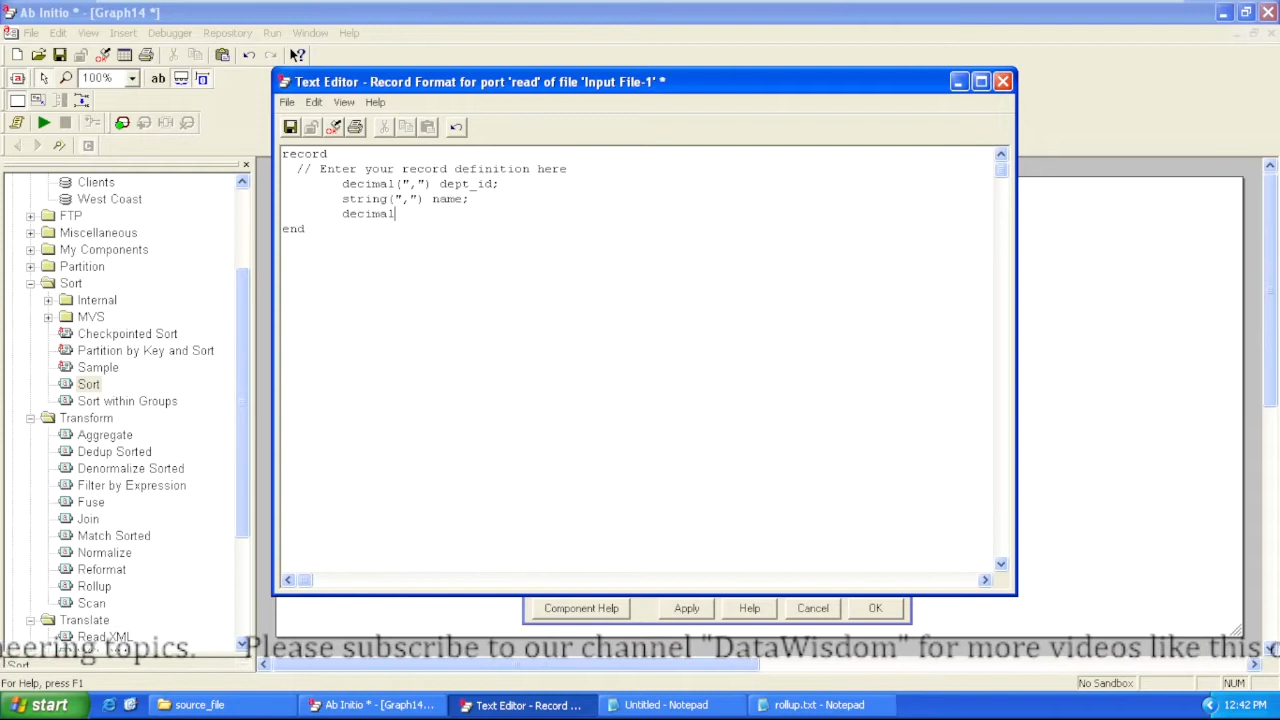 Ab Initio * - [Graph14 *]
File Edit View Insert Attachments Debugger Repository Run Window Help
100% ab
Text Editor - Record Format for port 'read' of file 'Input File-1' *
File Edit View Help
record
// Enter your record definition here
decimal(",") dept_id;
string(",") name;
decimal
end
Clients
West Coast
FTP
Miscellaneous
My Components
Partition
Sort
Internal
MVS
Checkpointed Sort
Partition by Key and Sort
Sample
Sort
Sort within Groups
Transform
Aggregate
Dedup Sorted
Denormalize Sorted
Filter by Expression
Fuse
Join
Match Sorted
Normalize
Reformat
Rollup
Scan
Translate
Read XML
Component Help Apply Help Cancel OK
eering topics. Please subscribe to our channel "DataWisdom" for more videos like this
Sort
For Help, press F1 No Sandbox NUM
start source_file Ab Initio * - [Graph14... Text Editor - Record ... Untitled - Notepad rollup.txt - Notepad 12:42 PM